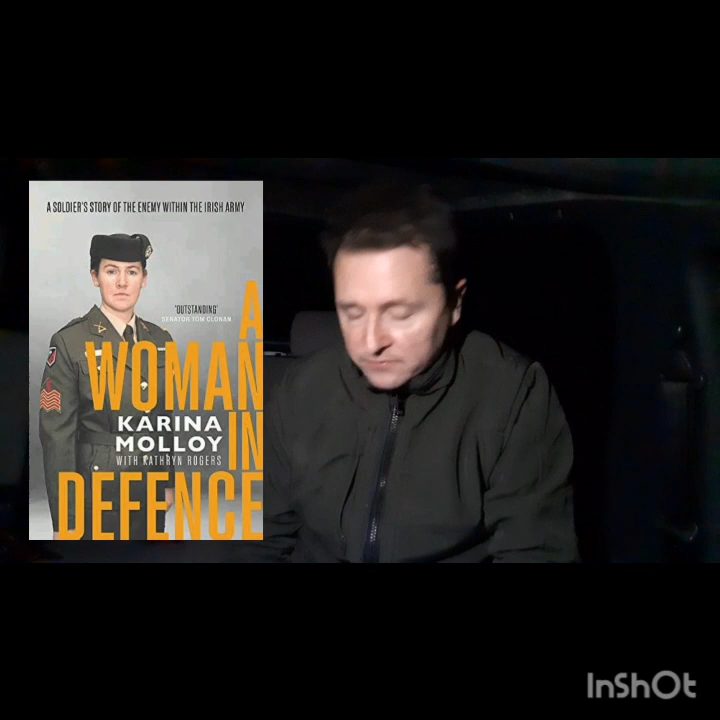 A SOLDIER'S STORY OF THE ENEMY WITHIN THE IRISH ARMY
'OUTSTANDING'
SENATOR TOM CLONAN
A
WOMAN
KARINA
MOLLOY
IN
WITH KATHRYN ROGERS
DEFENCE
InShOt